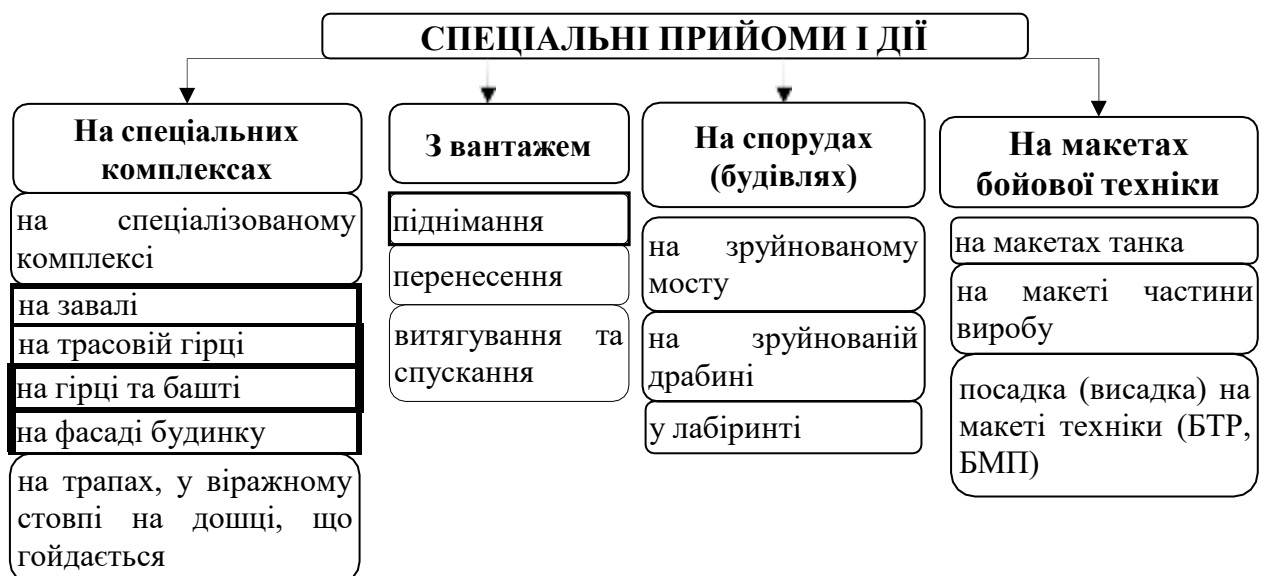 СПЕЦІАЛЬНІ ПРИЙОМИ І ДІЇ
На спеціальних
комплексах
на спеціалізованому
комплексі
на завалі
на трасовій гірці
на гірці та башті
на фасаді будинку
на трапах, у віражному
стовпі на дошці, що
гойдається
З вантажем
піднімання
перенесення
витягування та
спускання
На спорудах
(будівлях)
на зруйнованому
мосту
на зруйнованій
драбині
у лабіринті
На макетах
бойової техніки
на макетах танка
на макеті частини
виробу
посадка (висадка) на
макеті техніки (БТР,
БМП)